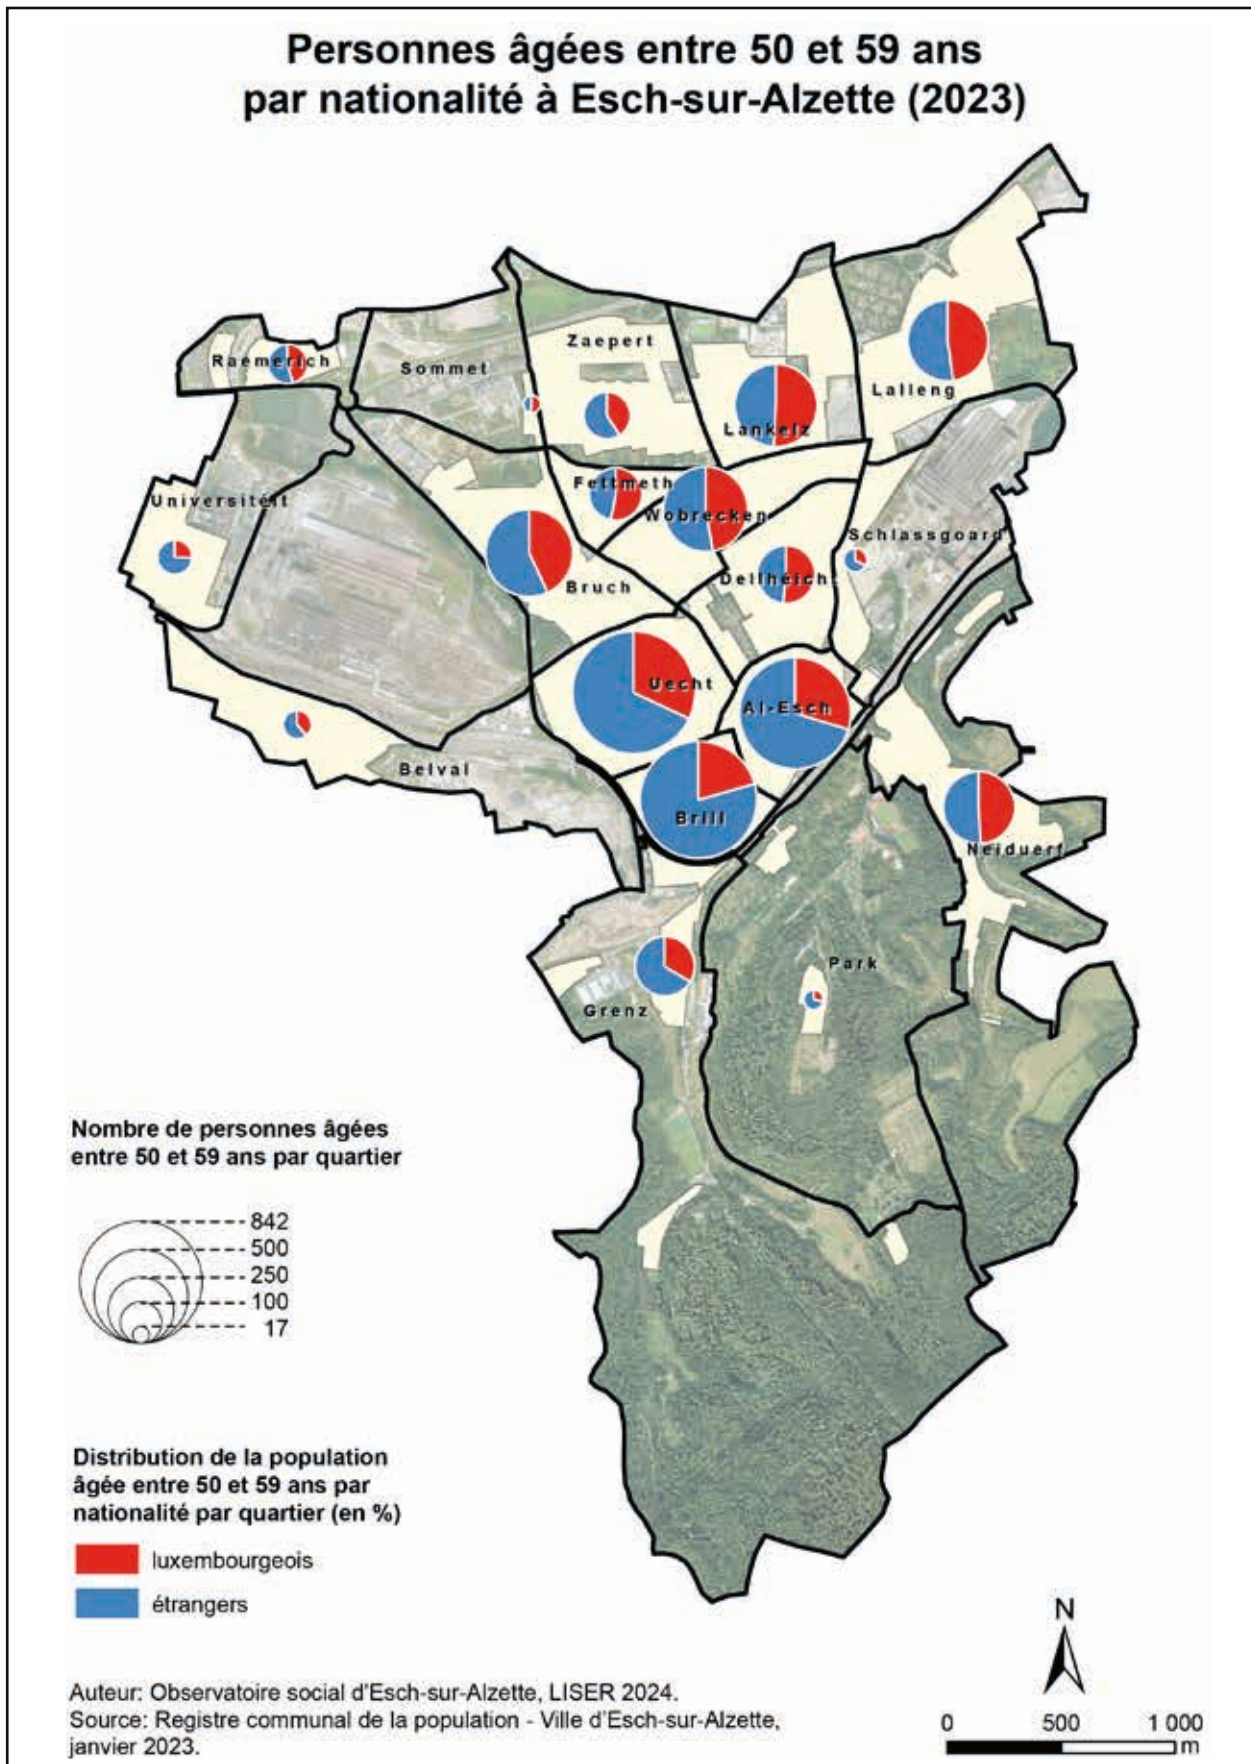 Personnes âgées entre 50 et 59 ans
par nationalité à Esch-sur-Alzette (2023)
Raemerich
Sommet
Zaepert
Lankelz
Lalleng
Universitéit
Fettmeth
Wobrecken
Schlassgoard
Bruch
Dellhéich
Uecht
Al-Esch
Belval
Brill
Neiduerf
Park
Grenz
Nombre de personnes âgées
entre 50 et 59 ans par quartier
842
500
250
100
17
Distribution de la population
âgée entre 50 et 59 ans par
nationalité par quartier (en %)
luxembourgeois
étrangers
Auteur: Observatoire social d'Esch-sur-Alzette, LISER 2024.
Source: Registre communal de la population - Ville d'Esch-sur-Alzette,
janvier 2023.
N
0 500 1 000
m